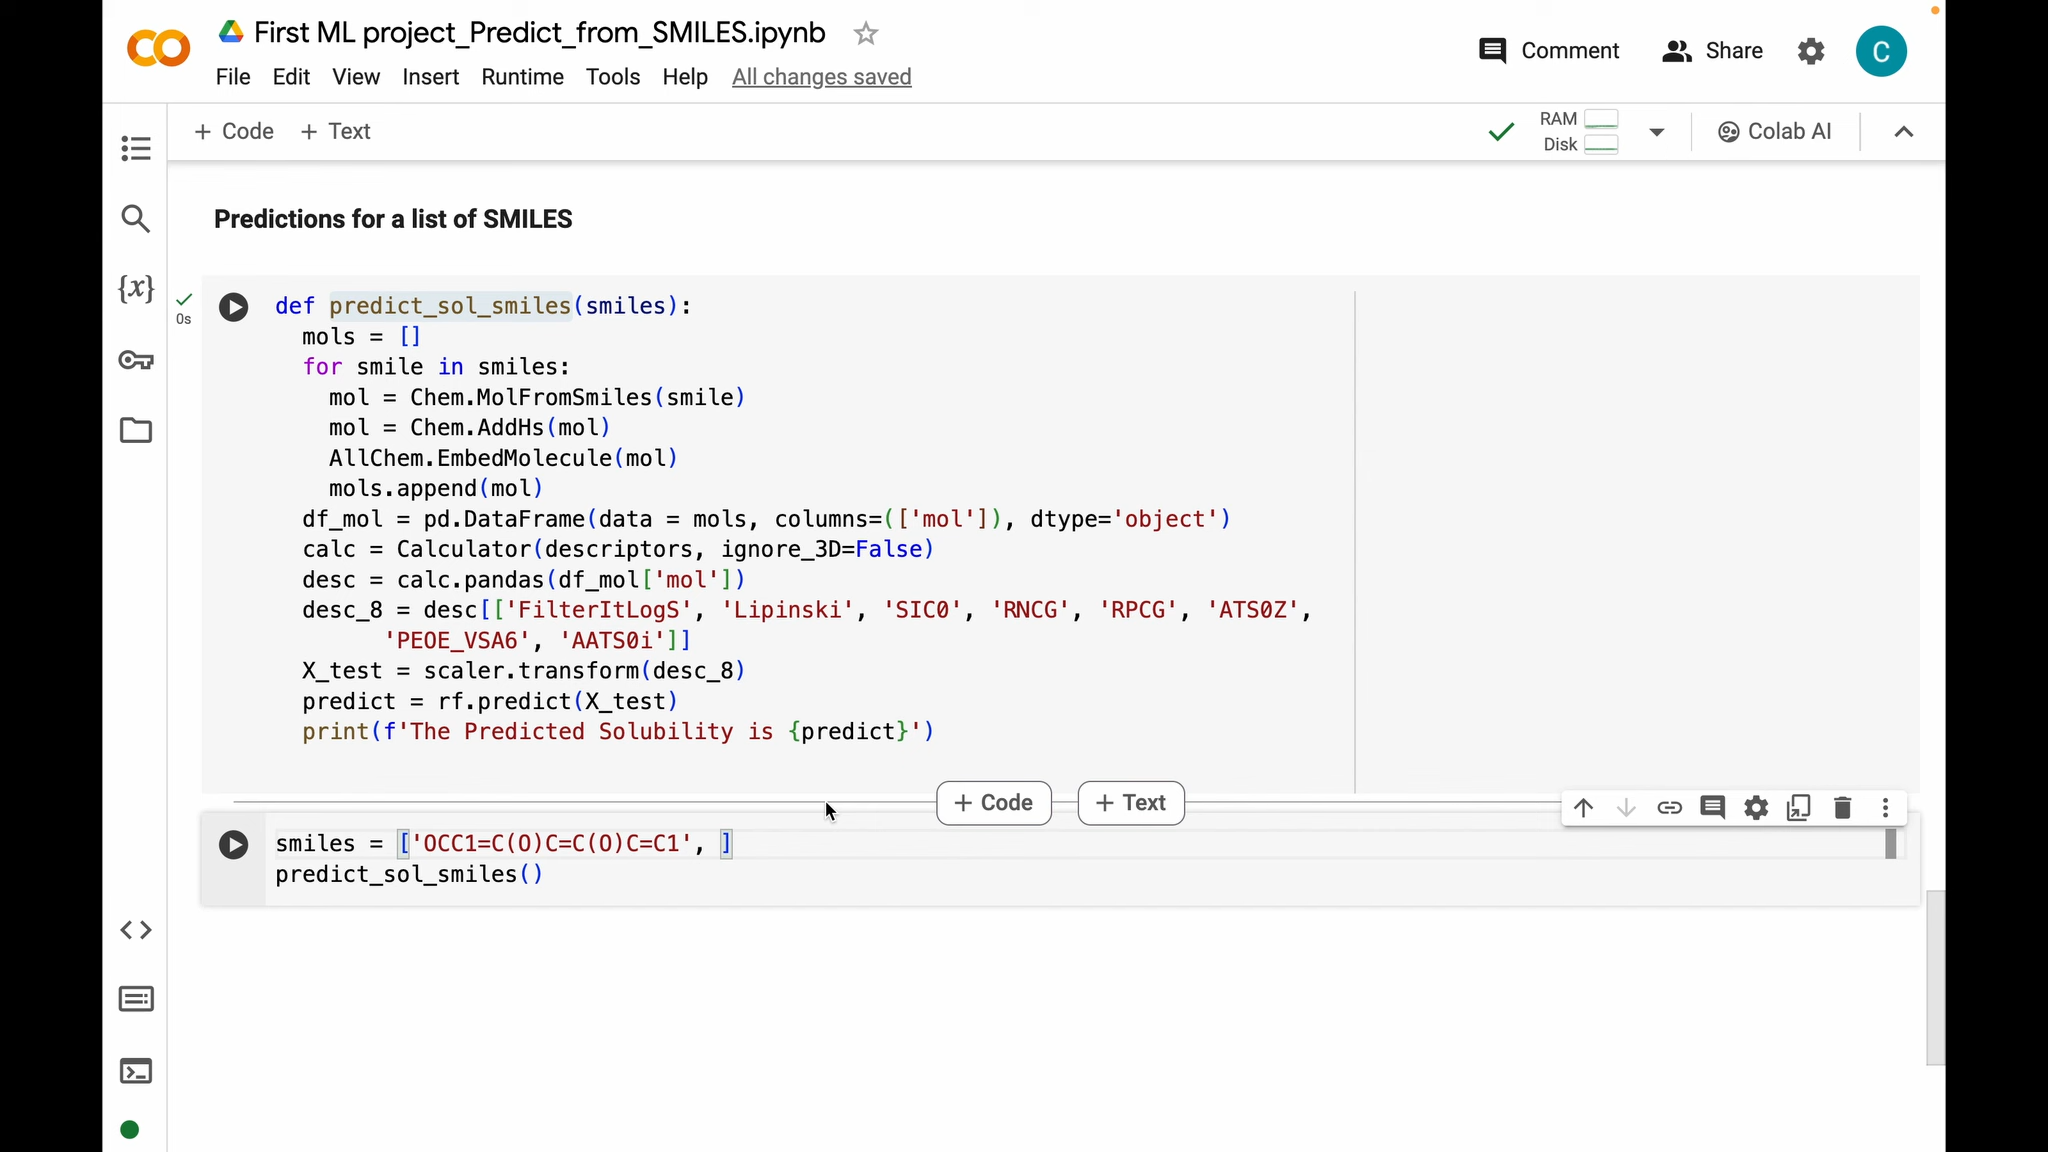 First ML project_Predict_from_SMILES.ipynb
Comment
Share
C
File Edit View Insert Runtime Tools Help All changes saved
+ Code + Text
RAM
Disk
Colab AI
Predictions for a list of SMILES
{x}
0s
def predict_sol_smiles(smiles):
  mols = []
  for smile in smiles:
    mol = Chem.MolFromSmiles(smile)
    mol = Chem.AddHs(mol)
    AllChem.EmbedMolecule(mol)
    mols.append(mol)
  df_mol = pd.DataFrame(data = mols, columns=(['mol']), dtype='object')
  calc = Calculator(descriptors, ignore_3D=False)
  desc = calc.pandas(df_mol['mol'])
  desc_8 = desc[['FilterItLogS', 'Lipinski', 'SIC0', 'RNCG', 'RPCG', 'ATS0Z',
        'PEOE_VSA6', 'AATS0i']]
  X_test = scaler.transform(desc_8)
  predict = rf.predict(X_test)
  print(f'The Predicted Solubility is {predict}')
+ Code + Text
smiles = ['OCC1=C(O)C=C(O)C=C1', ]
predict_sol_smiles()